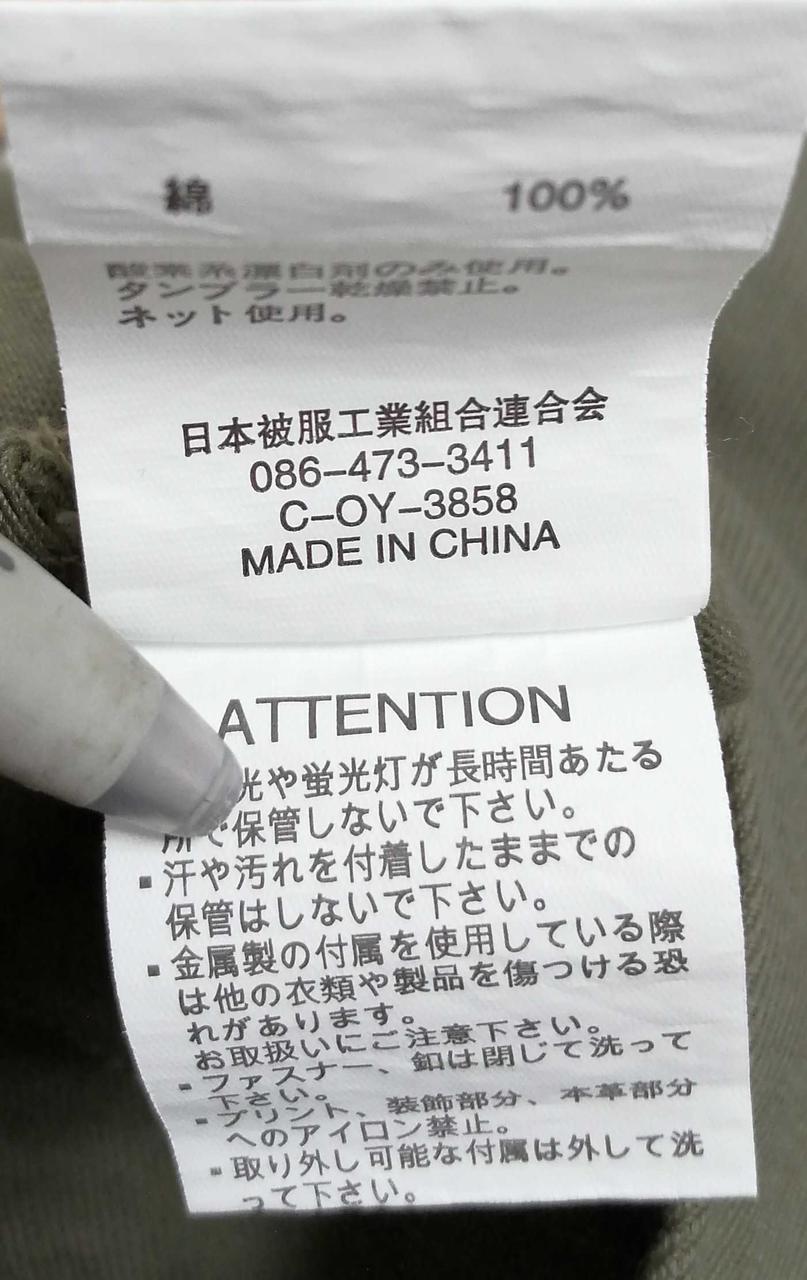 綿 100%
酸素系漂白剤のみ使用。
タンブラー乾燥禁止。
ネット使用。
日本被服工業組合連合会
086-473-3411
C-OY-3858
MADE IN CHINA
ATTENTION
光や蛍光灯が長時間あたる
所で保管しないで下さい。
▪汗や汚れを付着したままでの
保管はしないで下さい。
▪金属製の付属を使用している際
は他の衣類や製品を傷つける恐
れがあります。
お取扱いにご注意下さい。
▪ファスナー、釦は閉じて洗って
下さい。
▪プリント、装飾部分、本革部分
へのアイロン禁止。
▪取り外し可能な付属は外して洗
って下さい。